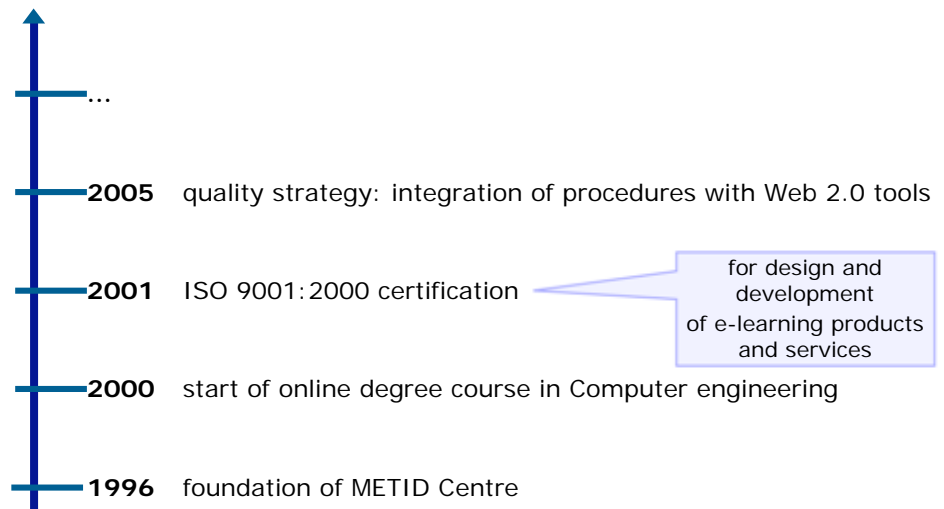 ...
2005 quality strategy: integration of procedures with Web 2.0 tools
2001 ISO 9001:2000 certification
for design and
development
of e-learning products
and services
2000 start of online degree course in Computer engineering
1996 foundation of METID Centre